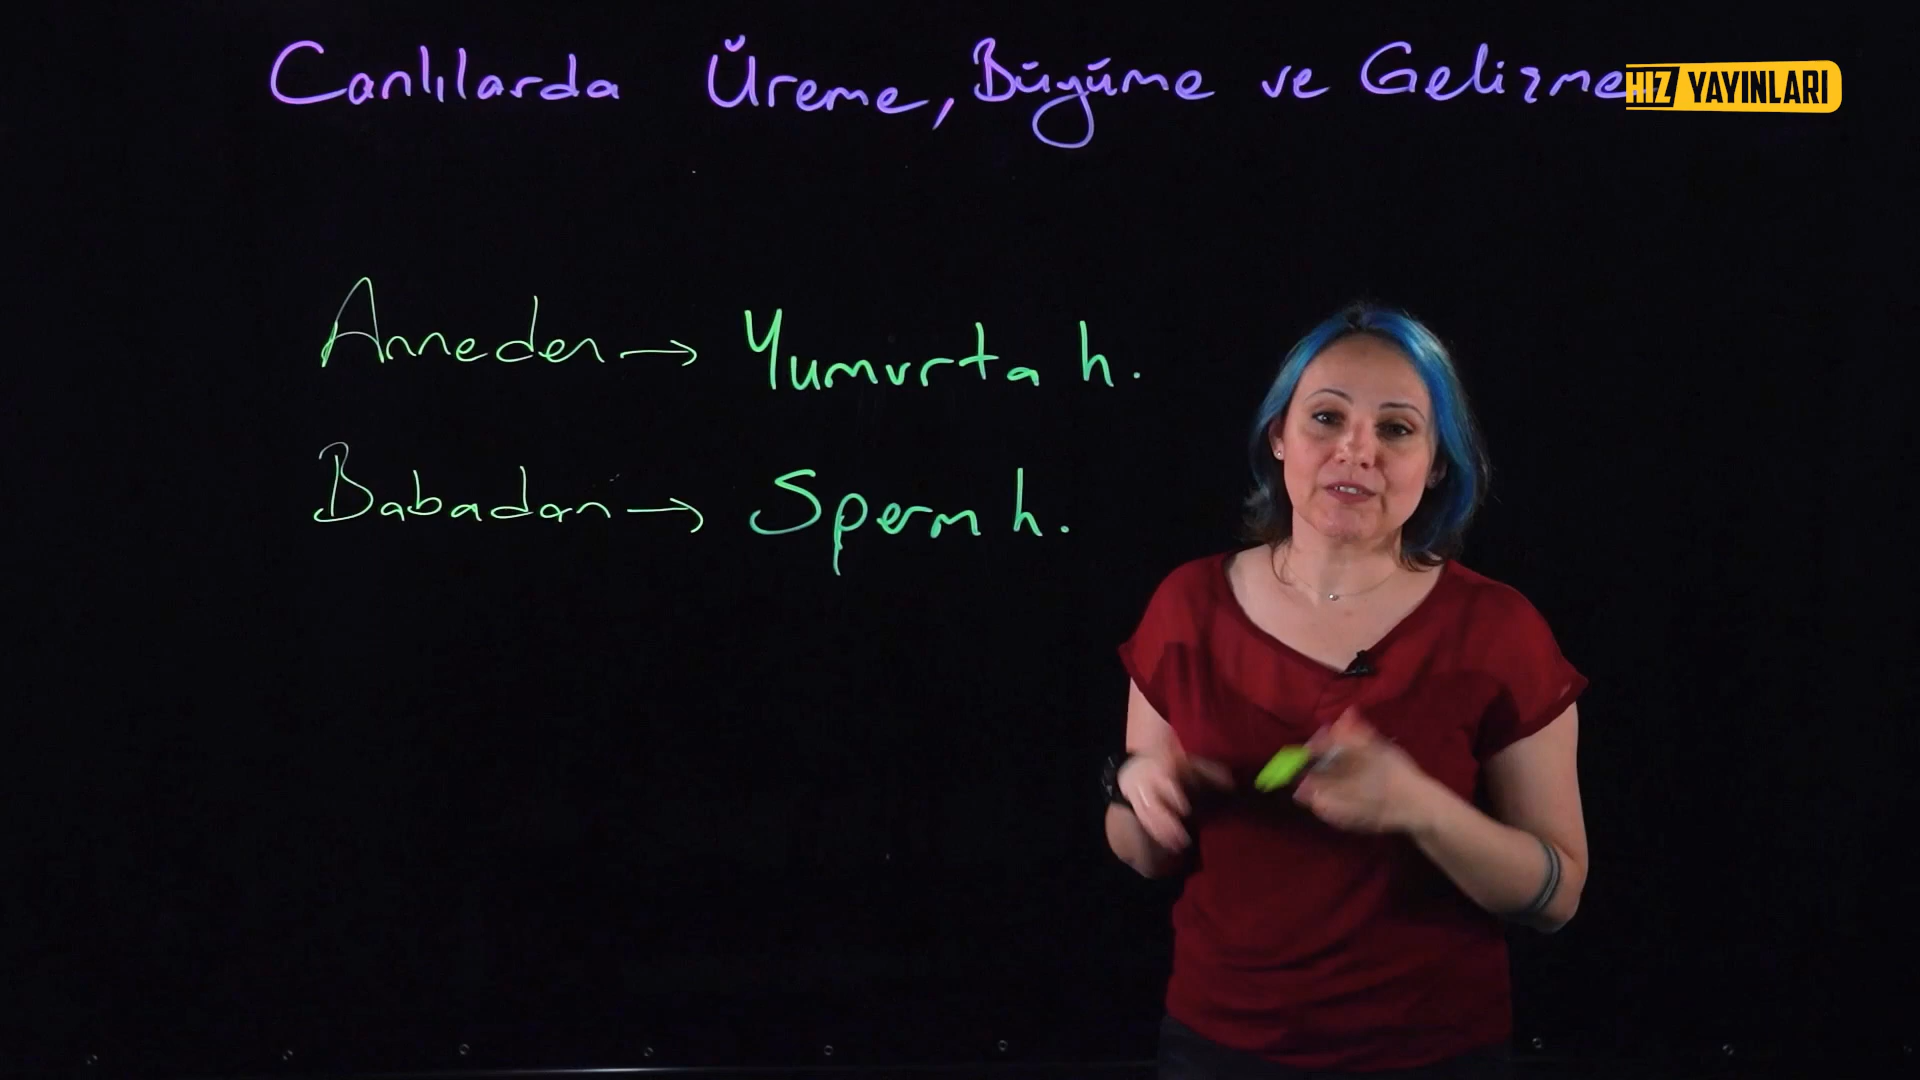 Canlılarda Üreme, Büyüme ve Gelişme
HIZ YAYINLARI
Anneden → Yumurta h.
Babadan → Sperm h.